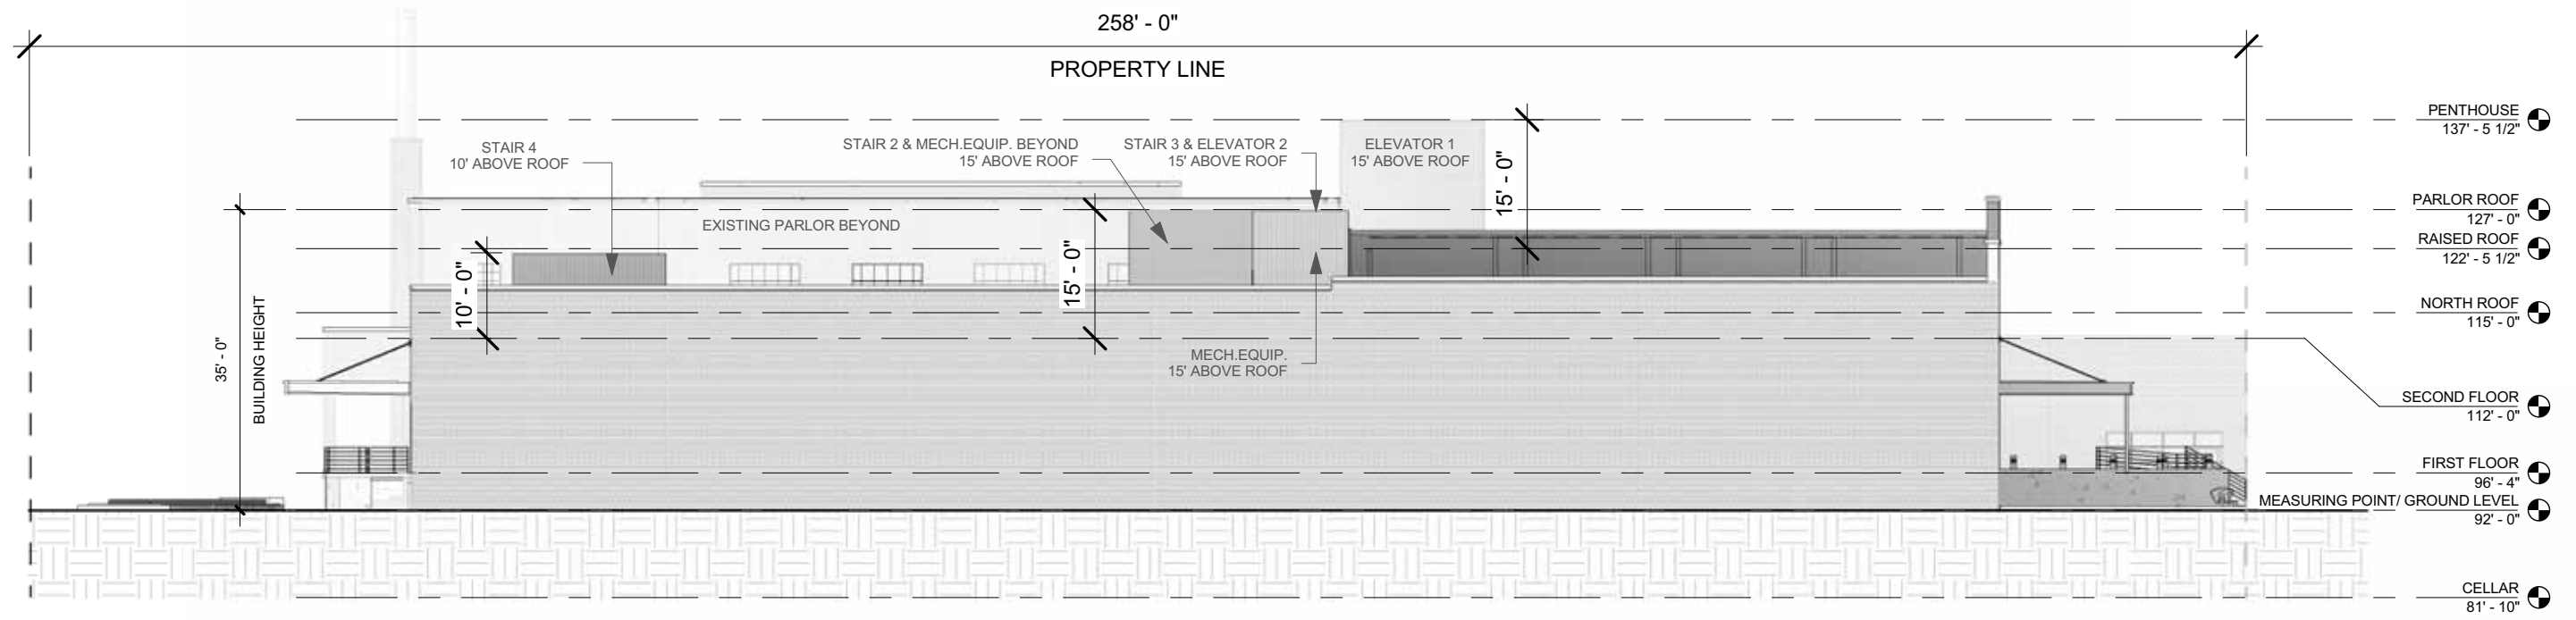 258' - 0"
PROPERTY LINE
PENTHOUSE
137' - 5 1/2"
STAIR 4
10' ABOVE ROOF
STAIR 2 & MECH.EQUIP. BEYOND
15' ABOVE ROOF
STAIR 3 & ELEVATOR 2
15' ABOVE ROOF
ELEVATOR 1
15' ABOVE ROOF
15' - 0"
PARLOR ROOF
127' - 0"
EXISTING PARLOR BEYOND
RAISED ROOF
122' - 5 1/2"
10' - 0"
15' - 0"
NORTH ROOF
115' - 0"
35' - 0"
BUILDING HEIGHT
MECH.EQUIP.
15' ABOVE ROOF
SECOND FLOOR
112' - 0"
FIRST FLOOR
96' - 4"
MEASURING POINT/ GROUND LEVEL
92' - 0"
CELLAR
81' - 10"